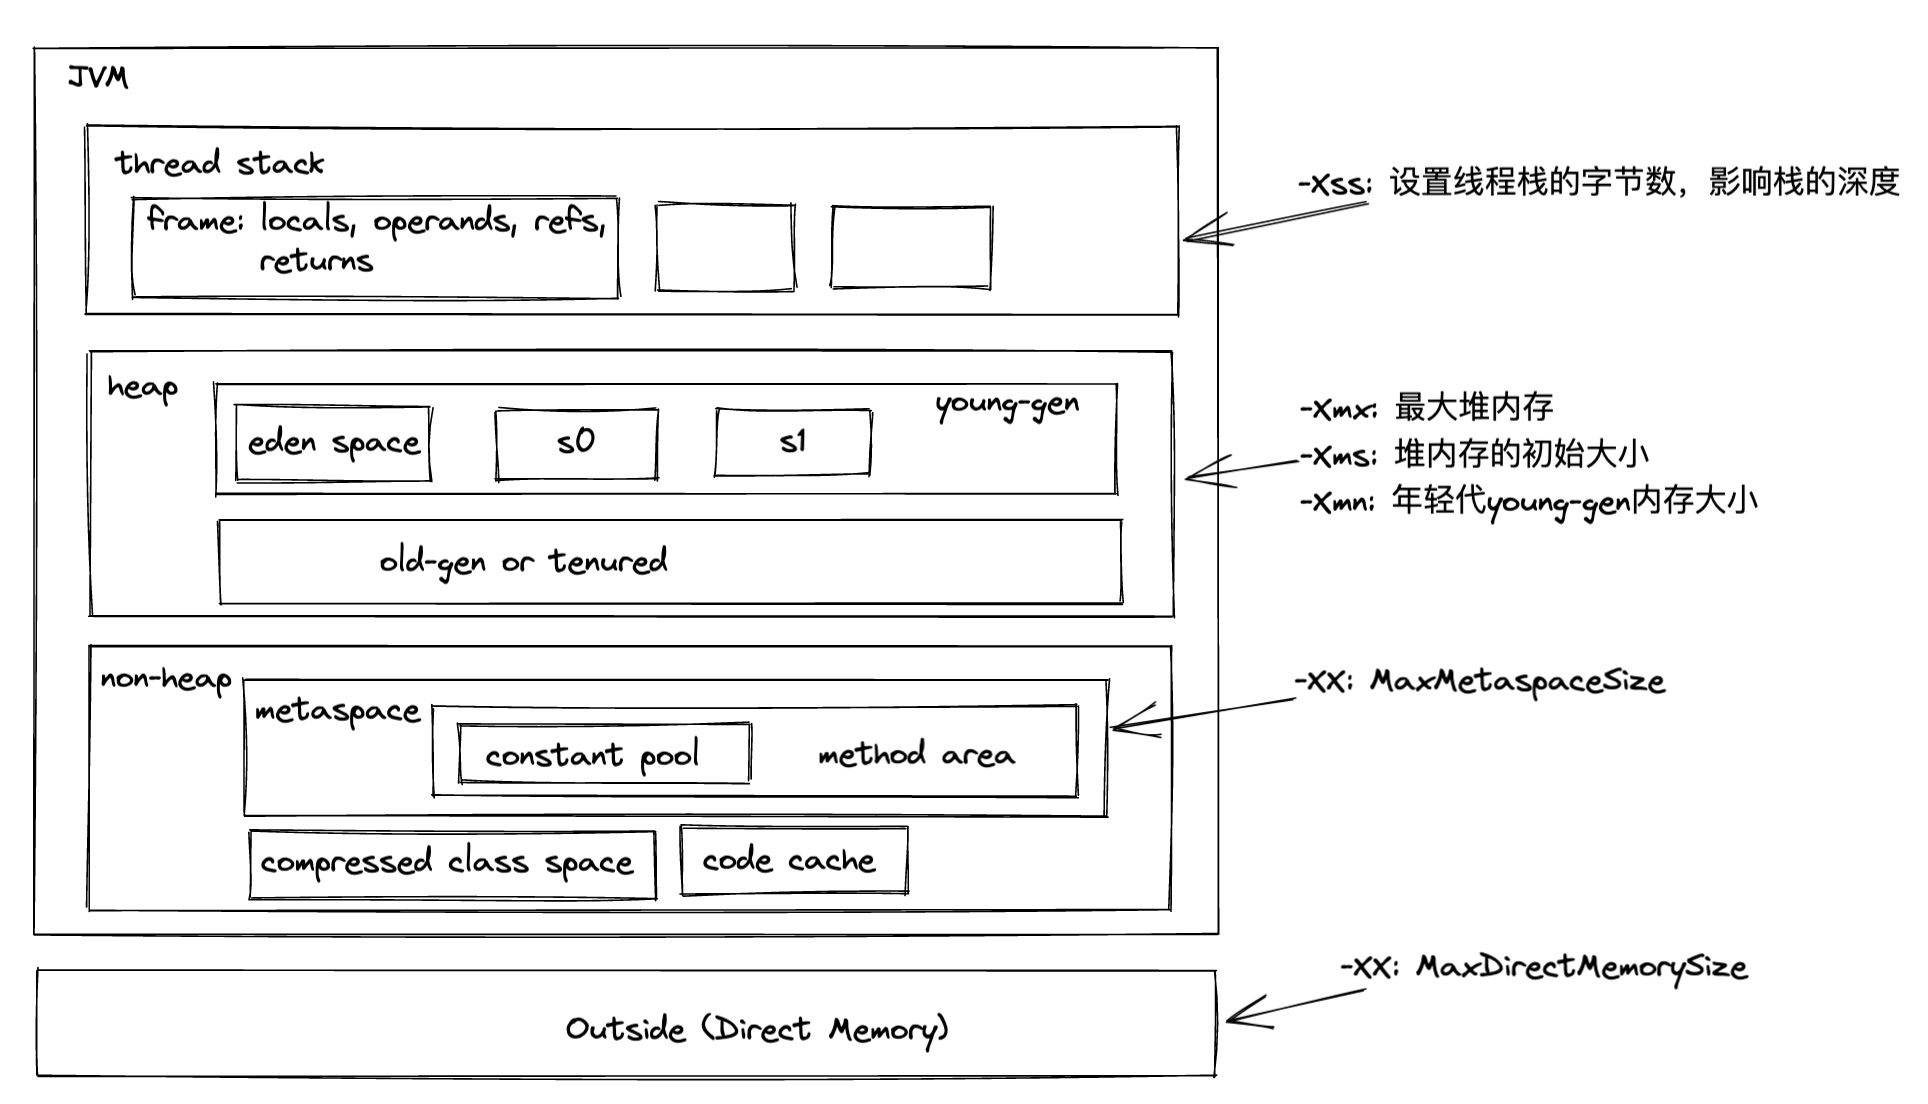 JVM
thread stack
frame: locals, operands, refs,
returns
-Xss: 设置线程栈的字节数，影响栈的深度
heap
young-gen
eden space
s0
s1
old-gen or tenured
-Xmx: 最大堆内存
-Xms: 堆内存的初始大小
-Xmn: 年轻代young-gen内存大小
non-heap
metaspace
constant pool
method area
compressed class space
code cache
-XX: MaxMetaspaceSize
Outside (Direct Memory)
-XX: MaxDirectMemorySize